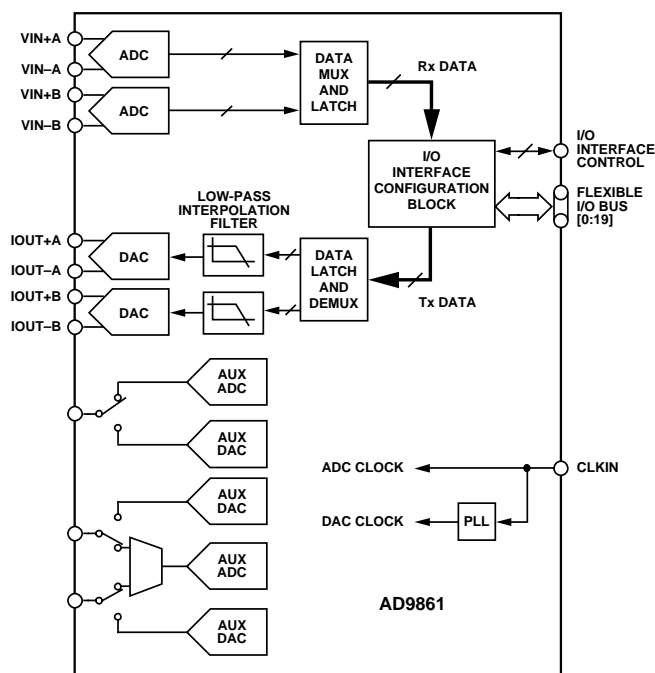 VIN+A
VIN–A
VIN+B
VIN–B
ADC
ADC
DATA
MUX
AND
LATCH
Rx DATA
I/O
INTERFACE
CONFIGURATION
BLOCK
I/O
INTERFACE
CONTROL
FLEXIBLE
I/O BUS
[0:19]
LOW-PASS
INTERPOLATION
FILTER
IOUT+A
IOUT–A
IOUT+B
IOUT–B
DAC
DAC
DATA
LATCH
AND
DEMUX
Tx DATA
AUX
ADC
AUX
DAC
AUX
DAC
AUX
ADC
AUX
DAC
ADC CLOCK
CLKIN
DAC CLOCK
PLL
AD9861